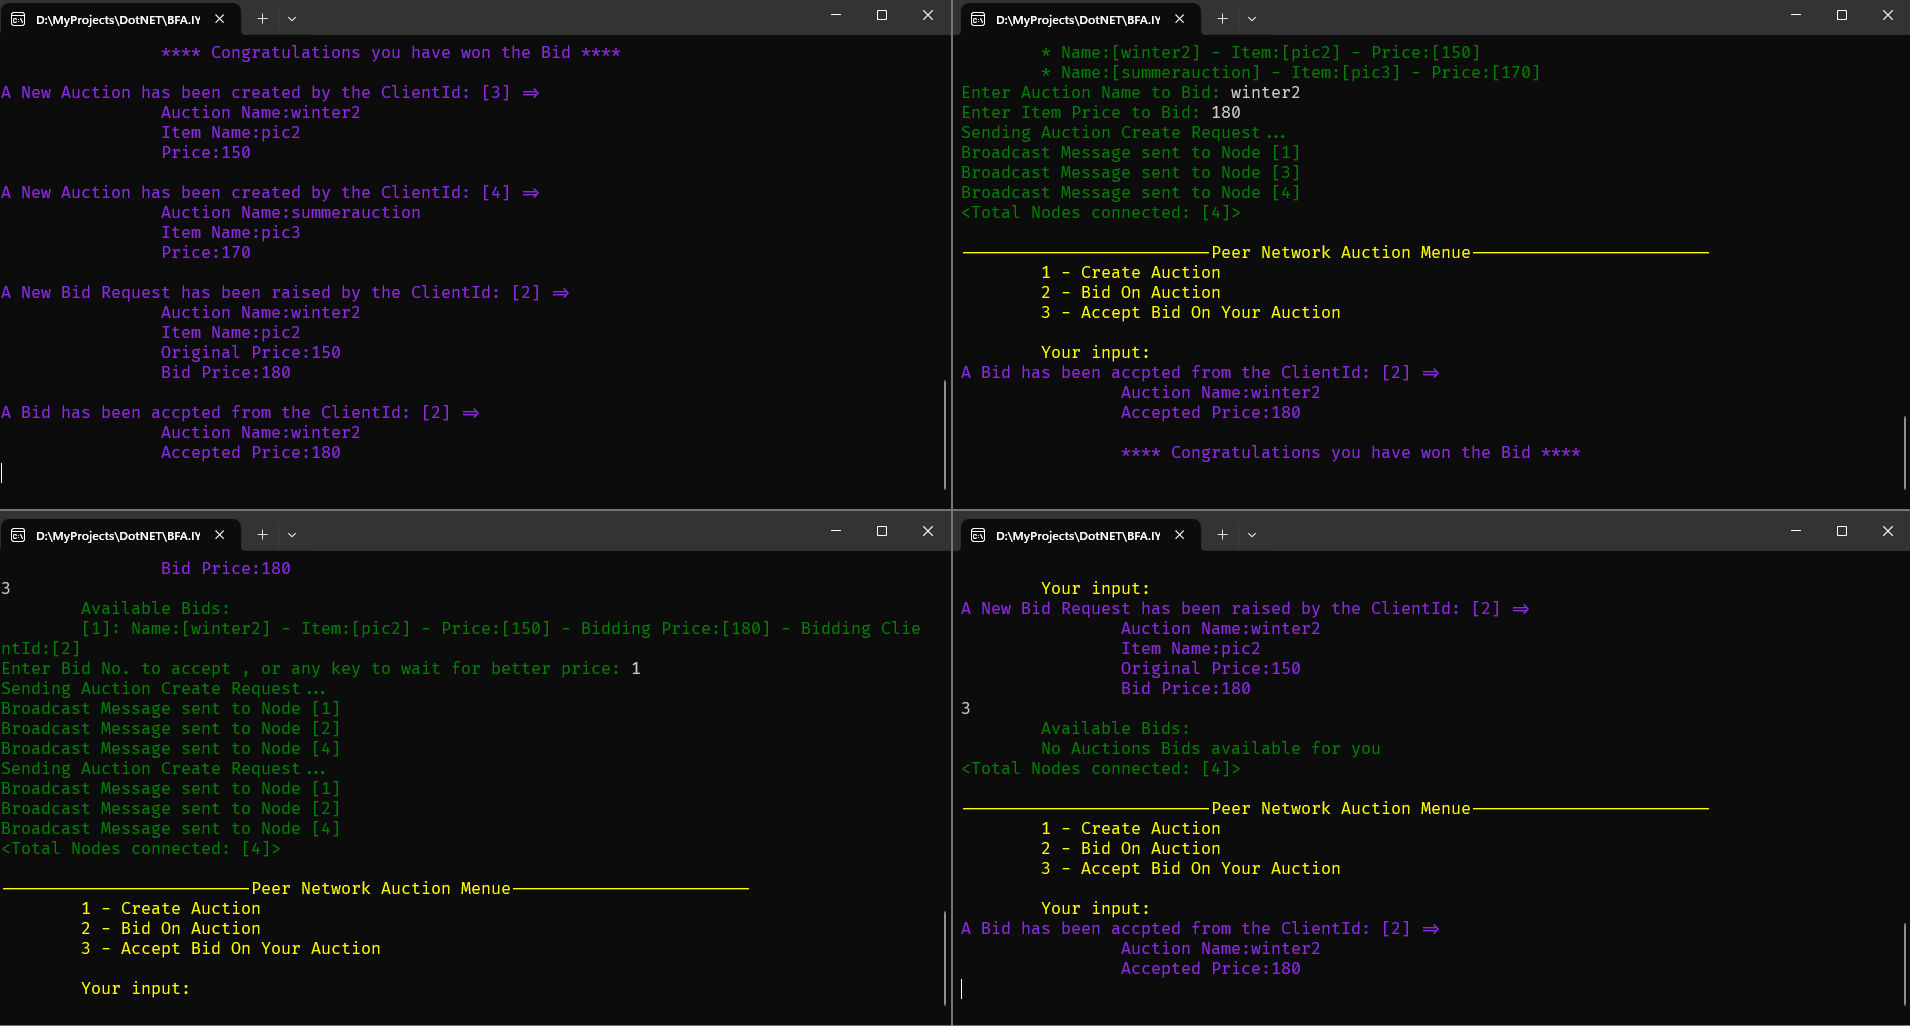 D:\MyProjects\DotNET\BFA.IY
**** Congratulations you have won the Bid ****
A New Auction has been created by the ClientId: [3] =>
Auction Name:winter2
Item Name:pic2
Price:150
A New Auction has been created by the ClientId: [4] =>
Auction Name:summerauction
Item Name:pic3
Price:170
A New Bid Request has been raised by the ClientId: [2] =>
Auction Name:winter2
Item Name:pic2
Original Price:150
Bid Price:180
A Bid has been accpted from the ClientId: [2] =>
Auction Name:winter2
Accepted Price:180
D:\MyProjects\DotNET\BFA.IY
* Name:[winter2] - Item:[pic2] - Price:[150]
* Name:[summerauction] - Item:[pic3] - Price:[170]
Enter Auction Name to Bid: winter2
Enter Item Price to Bid: 180
Sending Auction Create Request...
Broadcast Message sent to Node [1]
Broadcast Message sent to Node [3]
Broadcast Message sent to Node [4]
<Total Nodes connected: [4]>
Peer Network Auction Menue
1 - Create Auction
2 - Bid On Auction
3 - Accept Bid On Your Auction
Your input:
A Bid has been accpted from the ClientId: [2] =>
Auction Name:winter2
Accepted Price:180
**** Congratulations you have won the Bid ****
D:\MyProjects\DotNET\BFA.IY
Bid Price:180
3
Available Bids:
[1]: Name:[winter2] - Item:[pic2] - Price:[150] - Bidding Price:[180] - Bidding Clie
ntId:[2]
Enter Bid No. to accept , or any key to wait for better price: 1
Sending Auction Create Request...
Broadcast Message sent to Node [1]
Broadcast Message sent to Node [2]
Broadcast Message sent to Node [4]
Sending Auction Create Request...
Broadcast Message sent to Node [1]
Broadcast Message sent to Node [2]
Broadcast Message sent to Node [4]
<Total Nodes connected: [4]>
Peer Network Auction Menue
1 - Create Auction
2 - Bid On Auction
3 - Accept Bid On Your Auction
Your input:
D:\MyProjects\DotNET\BFA.IY
Your input:
A New Bid Request has been raised by the ClientId: [2] =>
Auction Name:winter2
Item Name:pic2
Original Price:150
Bid Price:180
3
Available Bids:
No Auctions Bids available for you
<Total Nodes connected: [4]>
Peer Network Auction Menue
1 - Create Auction
2 - Bid On Auction
3 - Accept Bid On Your Auction
Your input:
A Bid has been accpted from the ClientId: [2] =>
Auction Name:winter2
Accepted Price:180